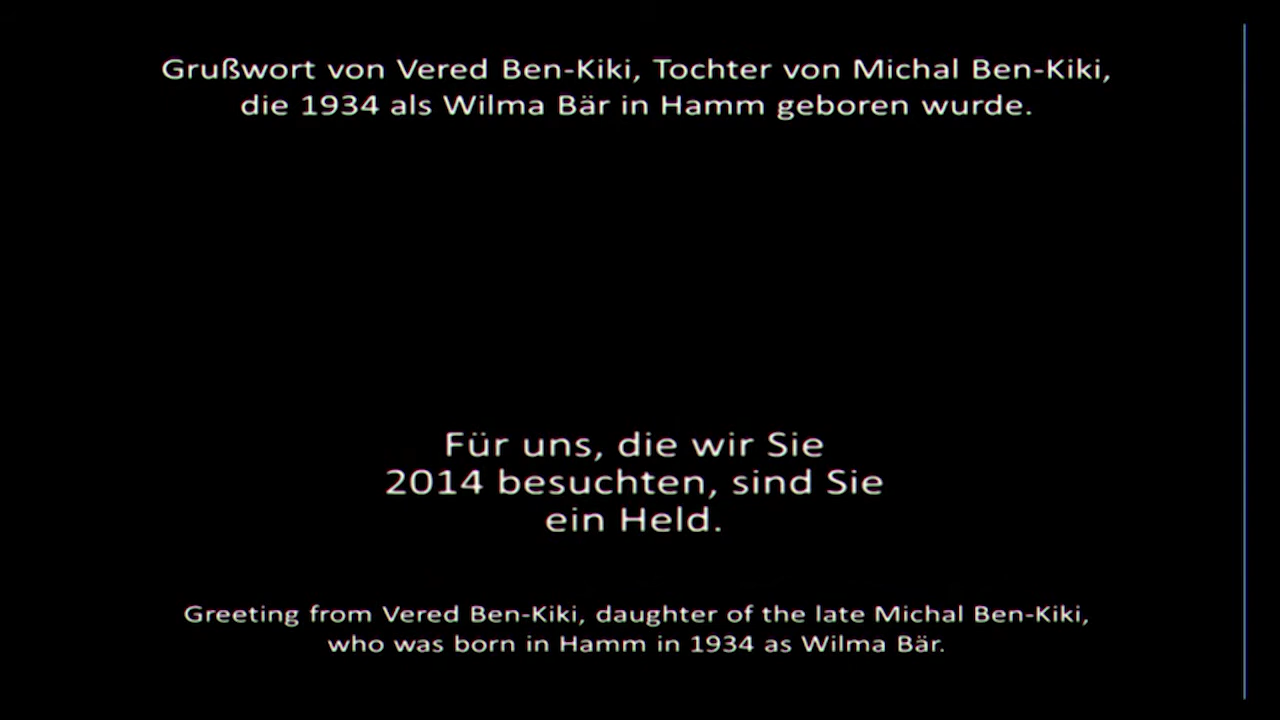 Grußwort von Vered Ben-Kiki, Tochter von Michal Ben-Kiki,
die 1934 als Wilma Bär in Hamm geboren wurde.
Für uns, die wir Sie
2014 besuchten, sind Sie
ein Held.
Greeting from Vered Ben-Kiki, daughter of the late Michal Ben-Kiki,
who was born in Hamm in 1934 as Wilma Bär.